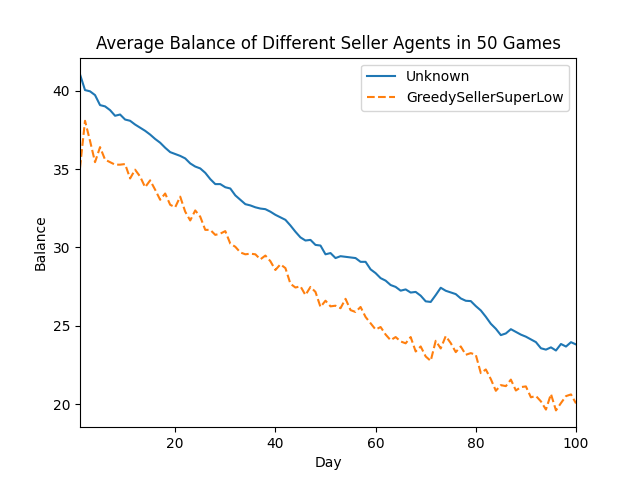 Average Balance of Different Seller Agents in 50 Games
Unknown
GreedySellerSuperLow
40
35
30
25
20
Balance
20
40
60
80
100
Day